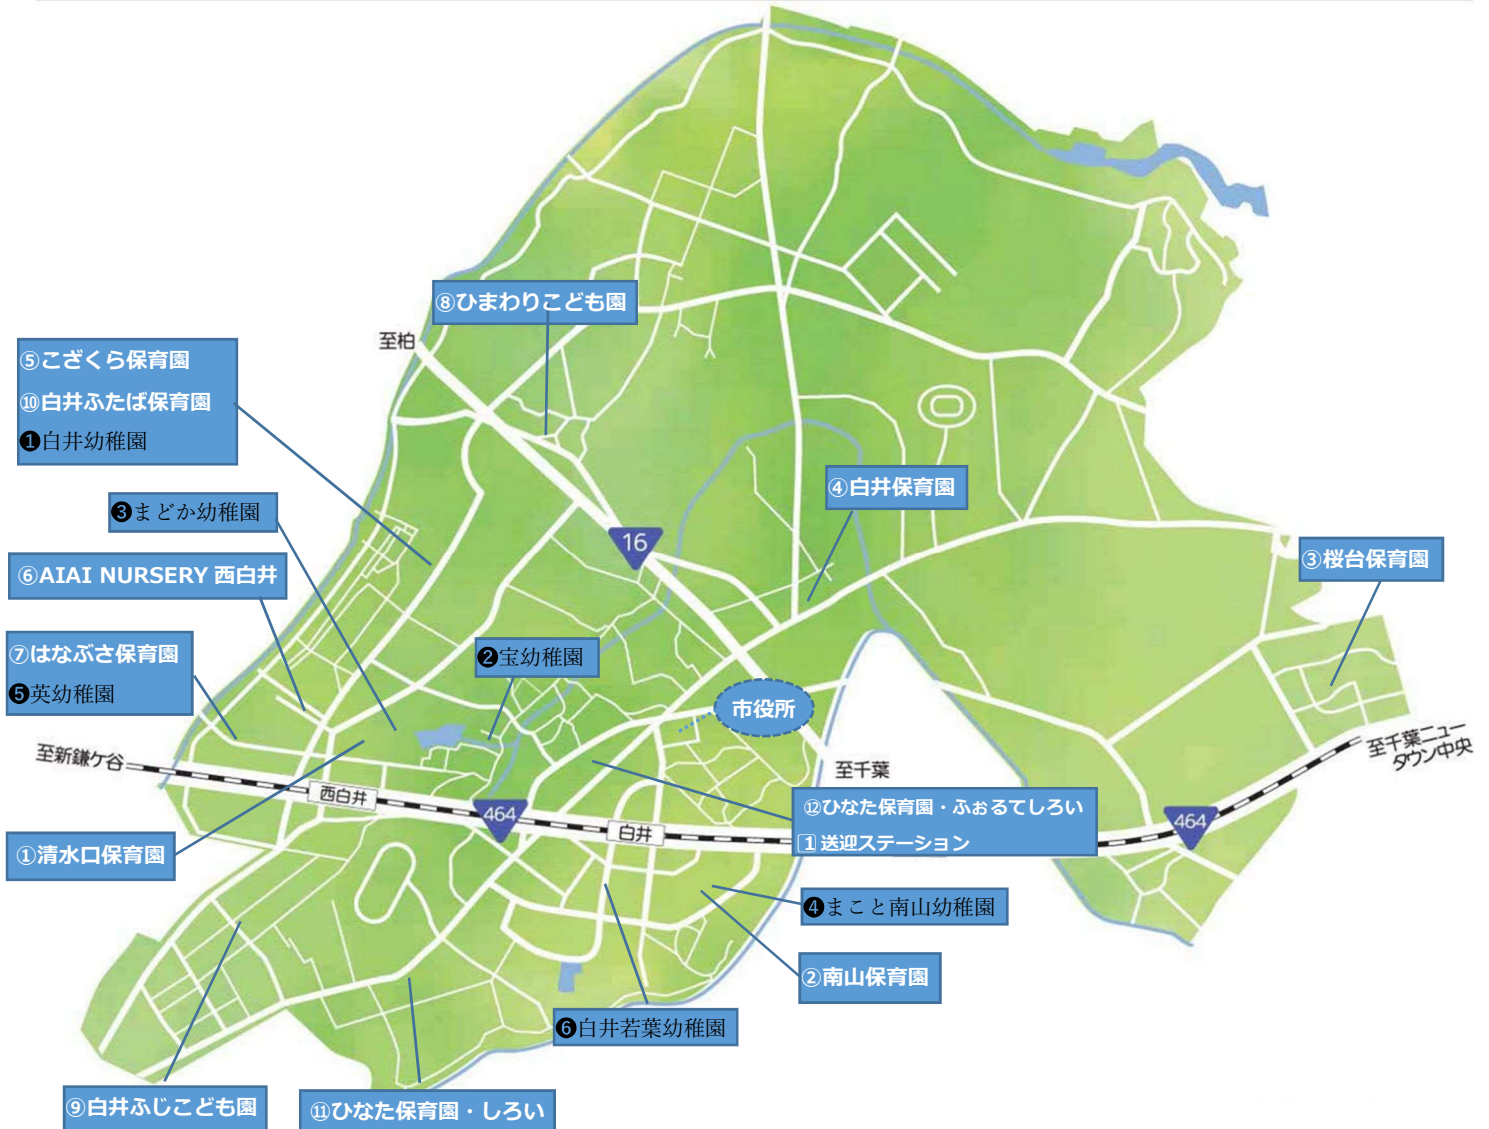 ⑧ひまわりこども園
至柏
⑤こざくら保育園
⑩白井ふたば保育園
❶白井幼稚園
④白井保育園
❸まどか幼稚園
16
③桜台保育園
⑥AIAI NURSERY 西白井
⑦はなぶさ保育園
❺英幼稚園
❷宝幼稚園
市役所
至新鎌ケ谷
至千葉ニュー
タウン中央
至千葉
西白井
464
白井
⑫ひなた保育園・ふぉるてしろい
1 送迎ステーション
464
①清水口保育園
❹まこと南山幼稚園
②南山保育園
❻白井若葉幼稚園
⑨白井ふじこども園
⑪ひなた保育園・しろい